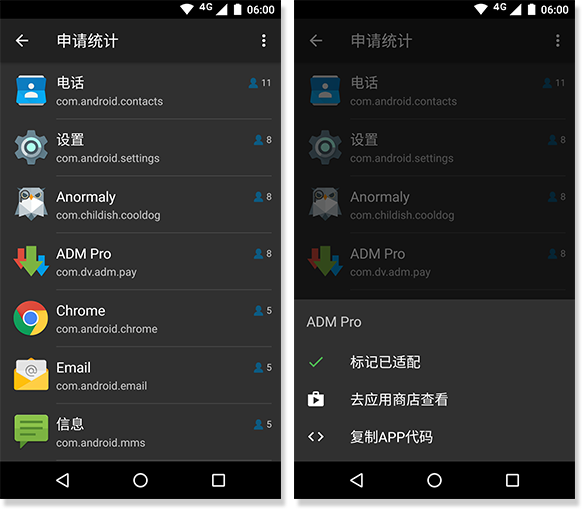 4G 06:00
申请统计
电话 11
com.android.contacts
设置 8
com.android.settings
Anormaly 8
com.childish.cooldog
ADM Pro 8
com.dv.adm.pay
Chrome 5
com.android.chrome
Email 5
com.android.email
信息 5
com.android.mms
4G 06:00
申请统计
电话 11
com.android.contacts
设置 8
com.android.settings
Anormaly 8
com.childish.cooldog
ADM Pro 8
com.dv.adm.pay
ADM Pro
标记已适配
去应用商店查看
复制APP代码